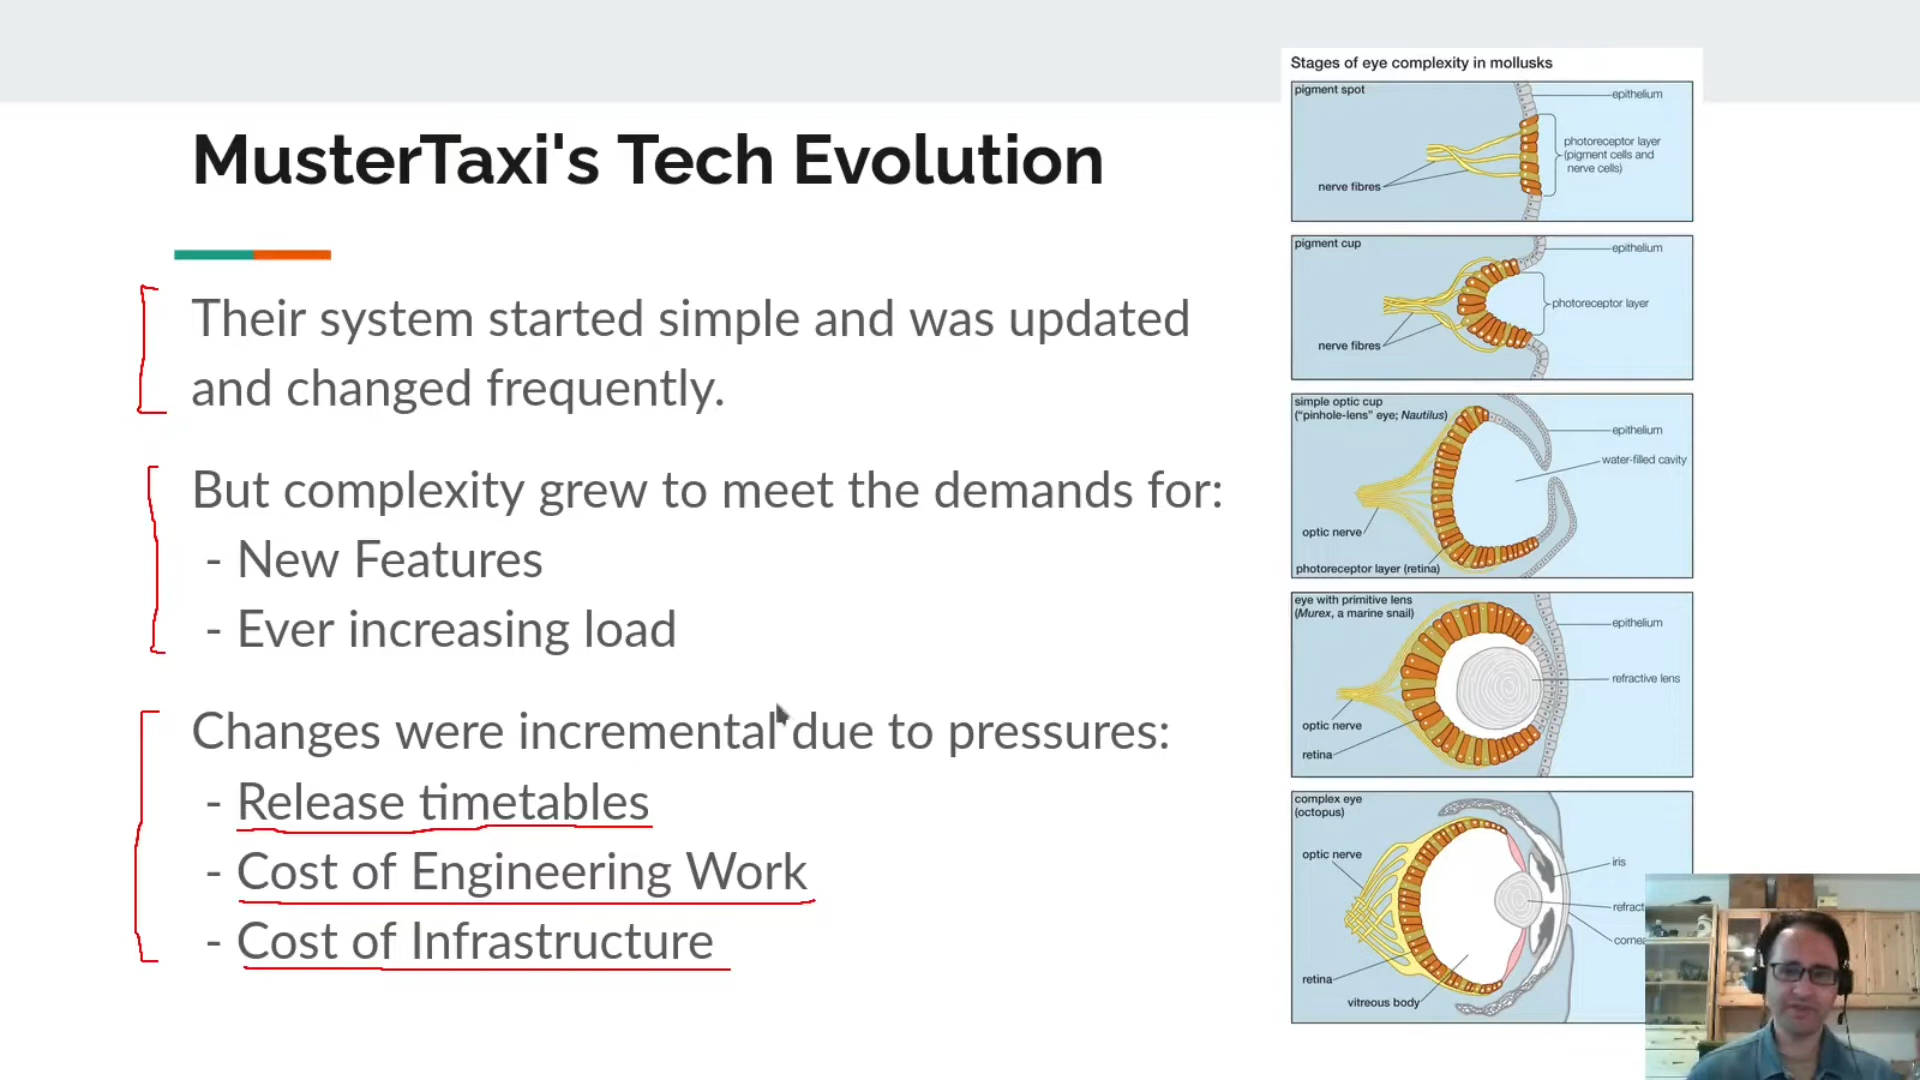 MusterTaxi's Tech Evolution
Their system started simple and was updated
and changed frequently.
But complexity grew to meet the demands for:
- New Features
- Ever increasing load
Changes were incremental due to pressures:
- Release timetables
- Cost of Engineering Work
- Cost of Infrastructure
Stages of eye complexity in mollusks
pigment spot
epithelium
photoreceptor layer
(pigment cells and
nerve cells)
nerve fibres
pigment cup
epithelium
photoreceptor layer
nerve fibres
simple optic cup
("pinhole-lens" eye; Nautilus)
epithelium
water-filled cavity
optic nerve
photoreceptor layer (retina)
eye with primitive lens
(Murex, a marine snail)
epithelium
refractive lens
optic nerve
retina
complex eye
(octopus)
optic nerve
iris
refract
cornea
retina
vitreous body